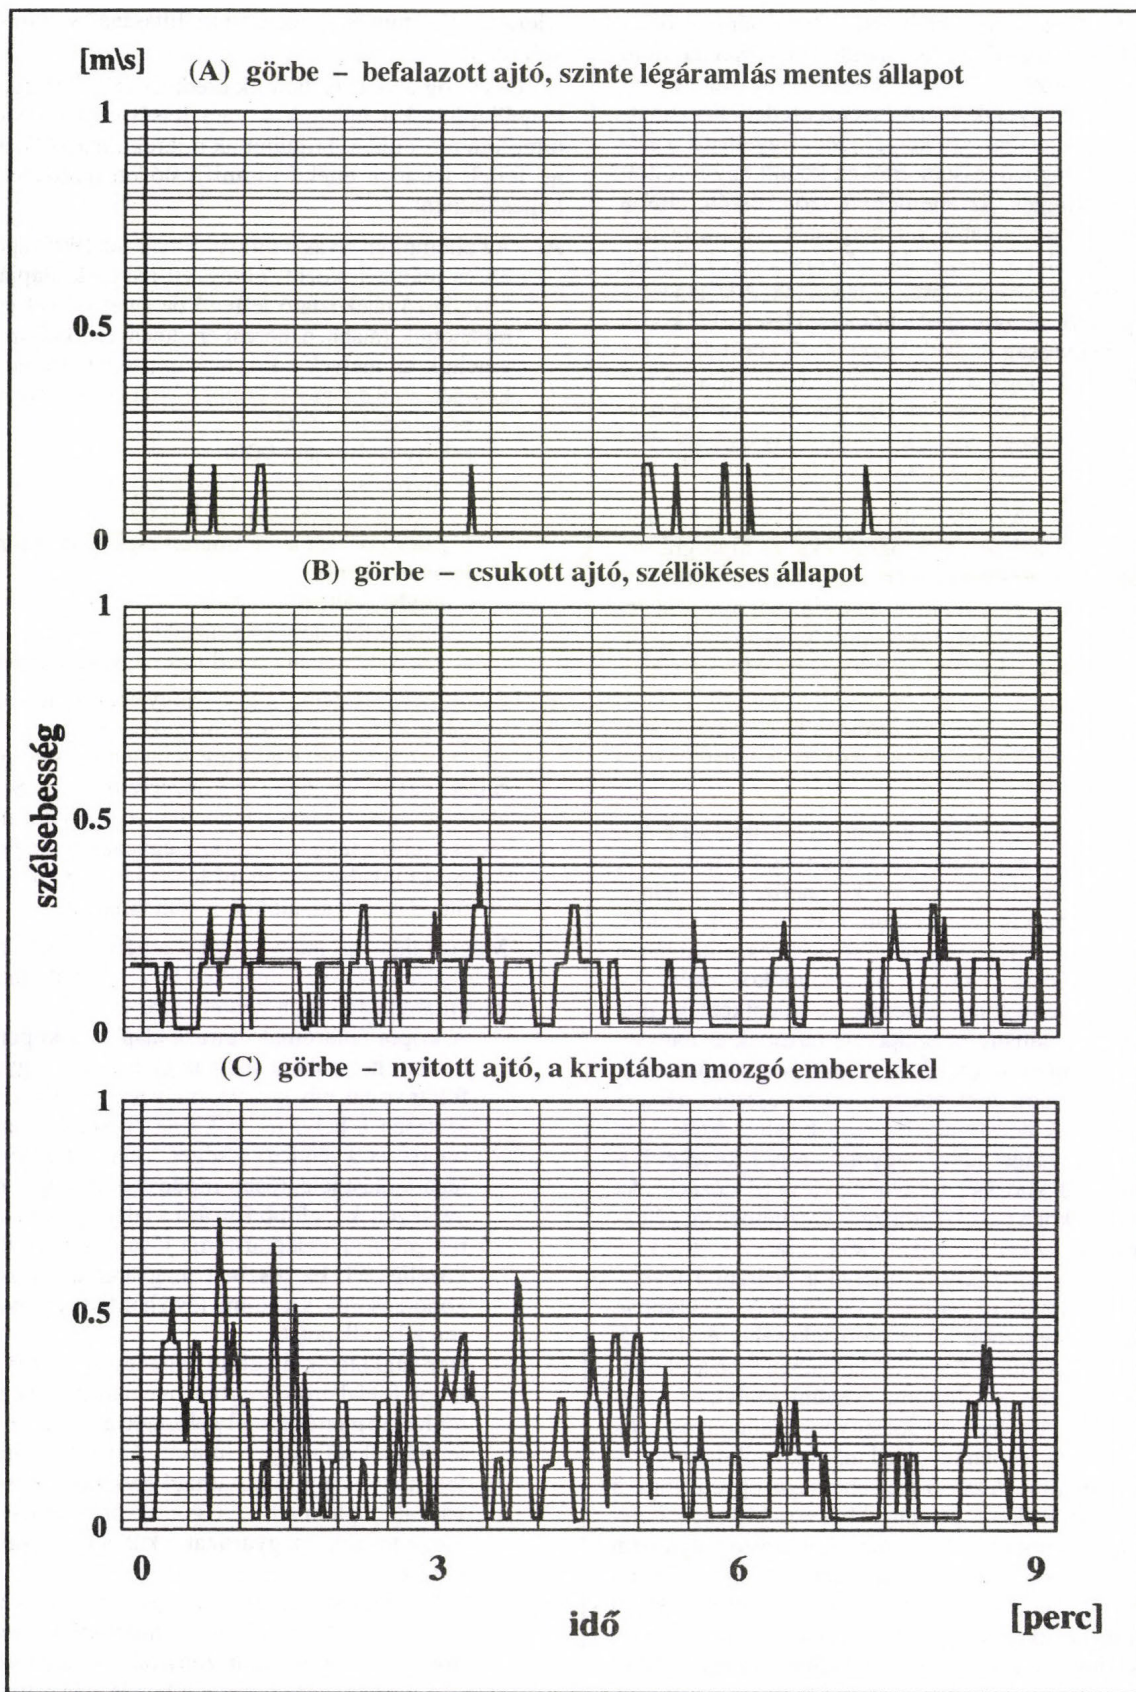 [m\s]
(A) görbe – befalazott ajtó, szinte légáramlás mentes állapot
1
0.5
0
(B) görbe – csukott ajtó, széllökéses állapot
1
szélsebesség
0.5
0
(C) görbe – nyitott ajtó, a kriptában mozgó emberekkel
1
0.5
0
0 3 6 9
idő [perc]